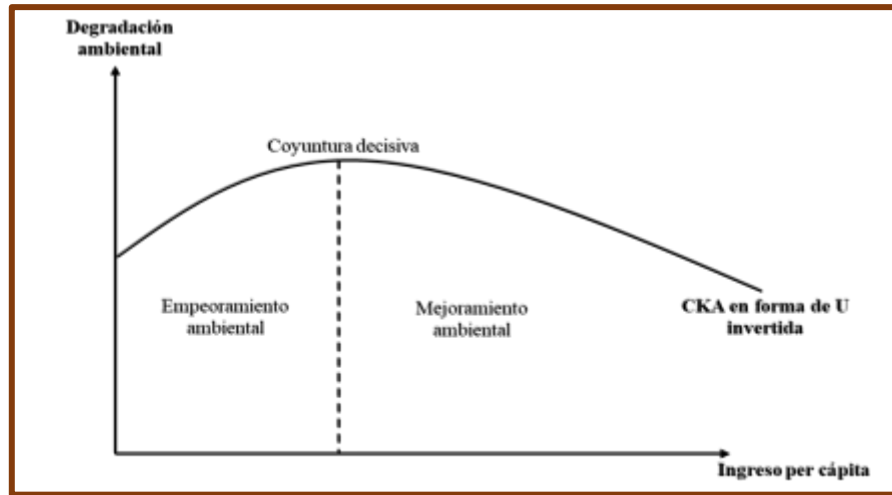 Degradación
ambiental
Coyuntura decisiva
Empeoramiento
ambiental
Mejoramiento
ambiental
CKA en forma de U
invertida
Ingreso per cápita